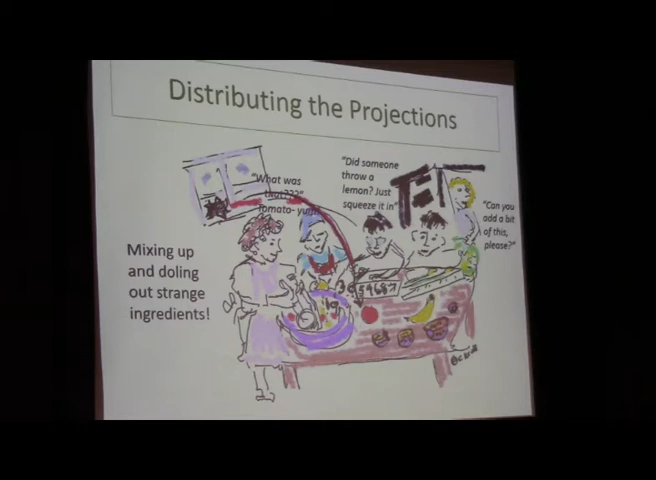 Distributing the Projections
"What was
that???"
Tomato- yum!
"Did someone
throw a
lemon? Just
squeeze it in"
"Can you
add a bit
of this,
please?"
Mixing up
and doling
out strange
ingredients!